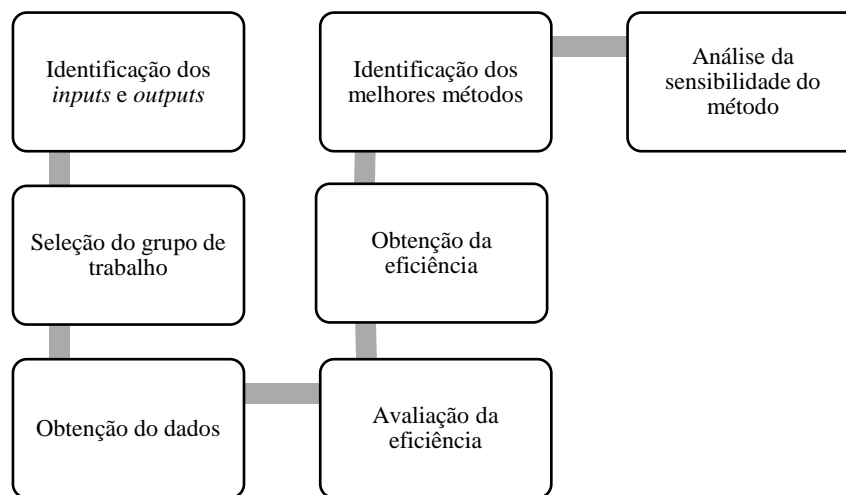 Identificação dos
inputs e outputs
Seleção do grupo de
trabalho
Obtenção do dados
Avaliação da
eficiência
Obtenção da
eficiência
Identificação dos
melhores métodos
Análise da
sensibilidade do
método